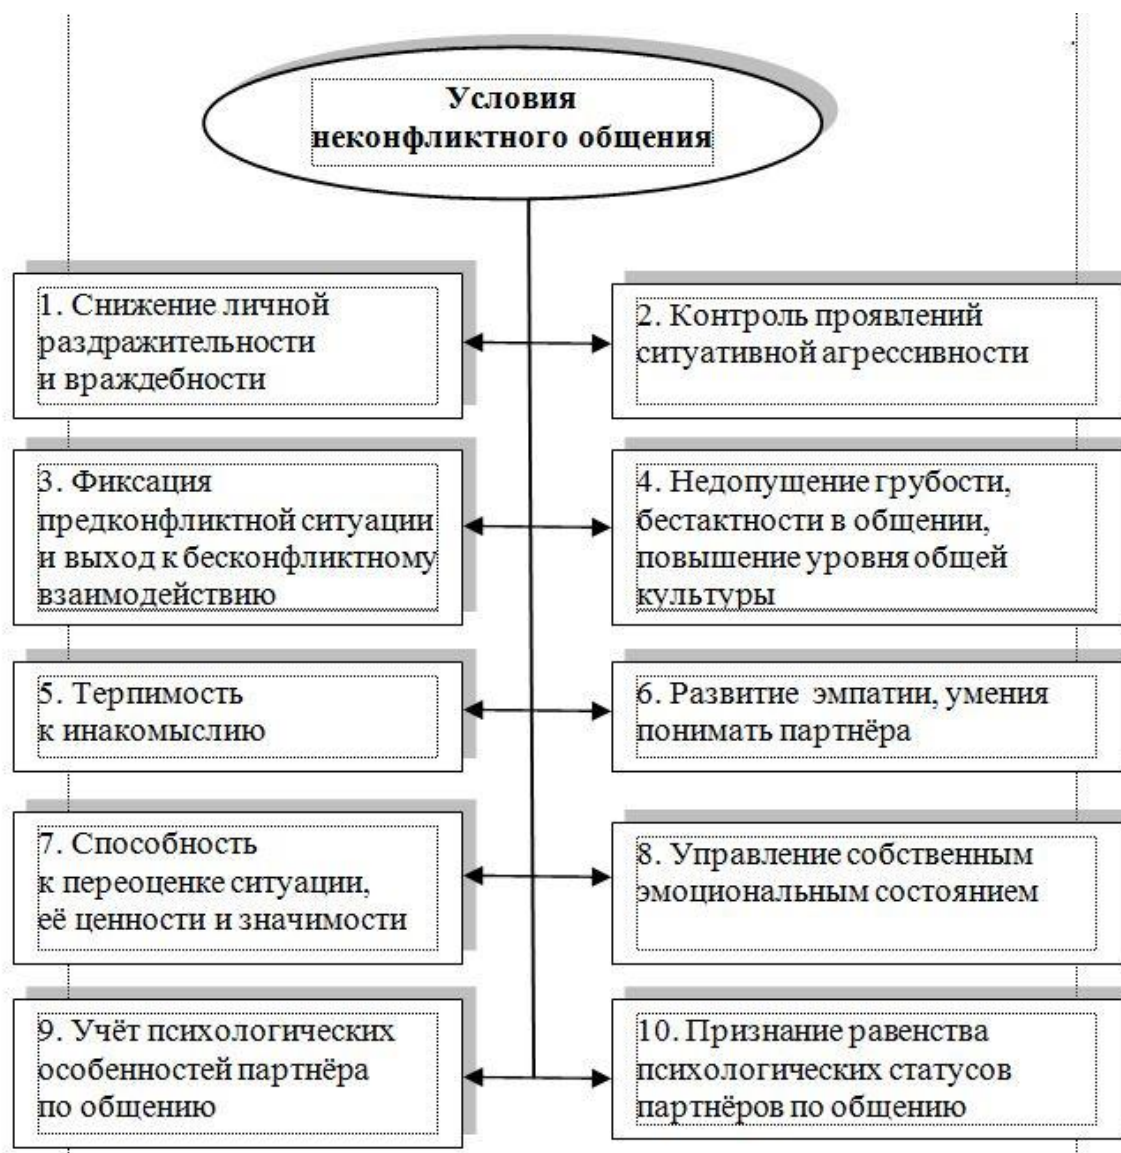 Условия
неконфликтного общения
1. Снижение личной
раздражительности
и враждебности
2. Контроль проявлений
ситуативной агрессивности
3. Фиксация
предконфликтной ситуации
и выход к бесконфликтному
взаимодействию
4. Недопущение грубости,
бестактности в общении,
повышение уровня общей
культуры
5. Терпимость
к инакомыслию
6. Развитие эмпатии, умения
понимать партнёра
7. Способность
к переоценке ситуации,
её ценности и значимости
8. Управление собственным
эмоциональным состоянием
9. Учёт психологических
особенностей партнёра
по общению
10. Признание равенства
психологических статусов
партнёров по общению